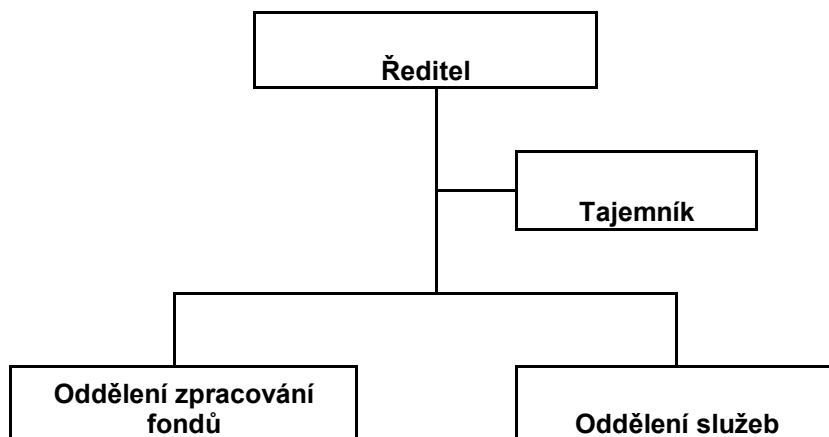 Ředitel
Tajemník
Oddělení zpracování
fondů
Oddělení služeb